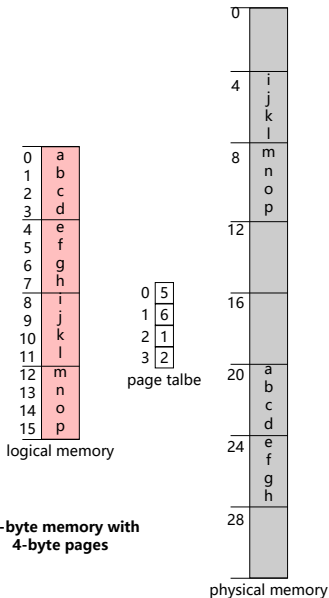 0 a
1 b
2 c
3 d
4 e
5 f
6 g
7 h
8 i
9 j
10 k
11 l
12 m
13 n
14 o
15 p
logical memory
0 5
1 6
2 1
3 2
page talbe
0
4 i
j
k
l
8 m
n
o
p
12
16
20 a
b
c
d
24 e
f
g
h
28
physical memory
-byte memory with
4-byte pages